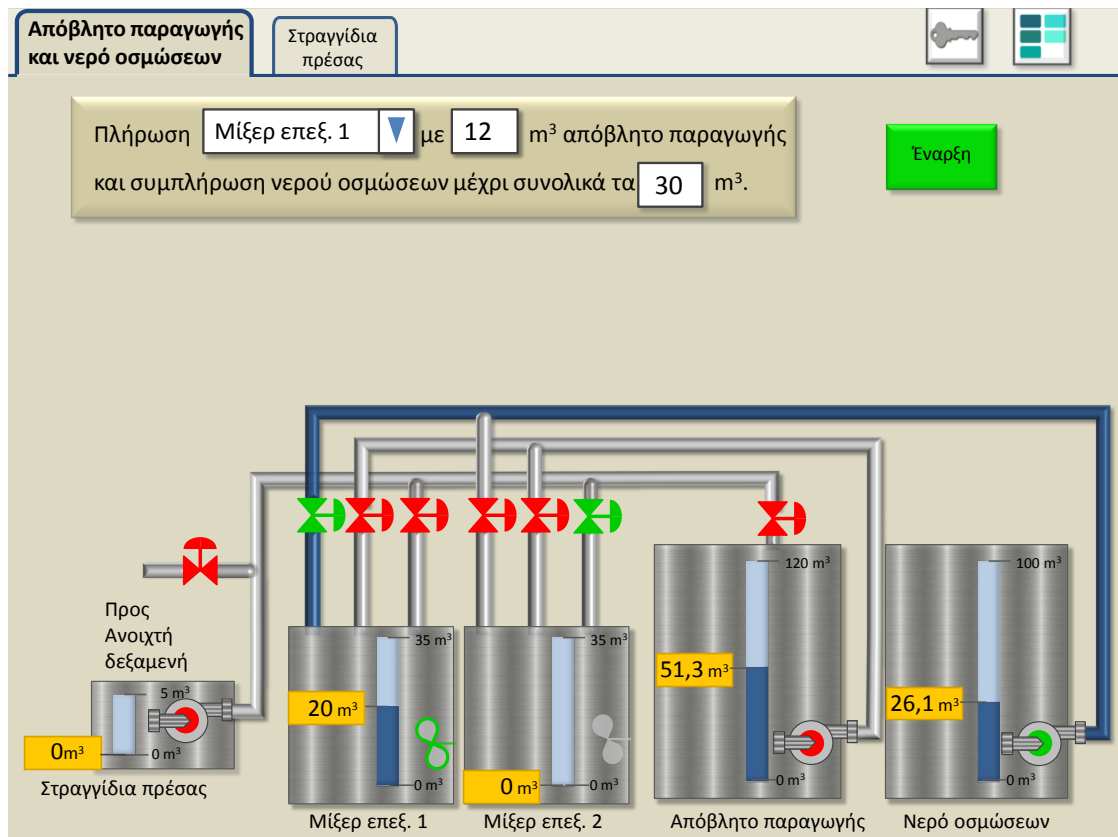 Απόβλητο παραγωγής
και νερό οσμώσεων
Στραγγίδια
πρέσας
Πλήρωση Μίξερ επεξ. 1 με 12 m³ απόβλητο παραγωγής
και συμπλήρωση νερού οσμώσεων μέχρι συνολικά τα 30 m³.
Έναρξη
Προς
Ανοιχτή
δεξαμενή
5 m³
0m³
0 m³
Στραγγίδια πρέσας
35 m³
20 m³
0 m³
Μίξερ επεξ. 1
35 m³
0 m³
0 m³
Μίξερ επεξ. 2
120 m³
51,3 m³
0 m³
Απόβλητο παραγωγής
100 m³
26,1 m³
0 m³
Νερό οσμώσεων